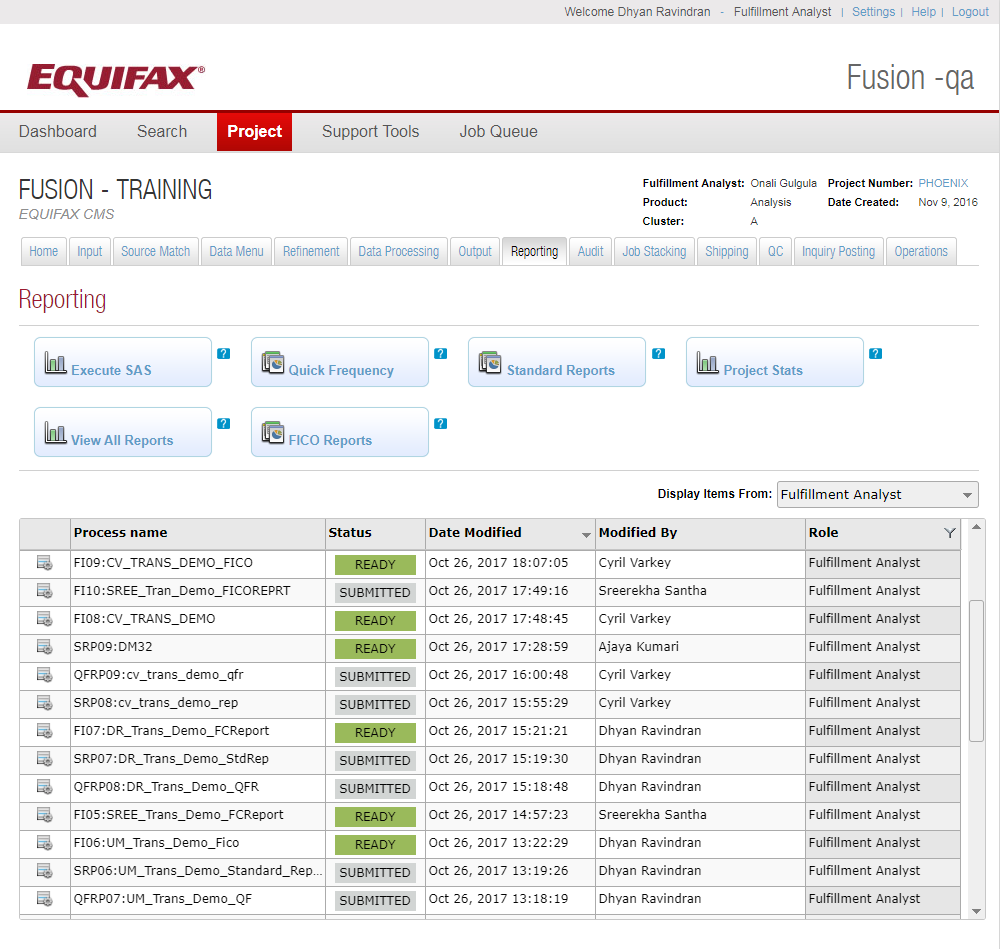 Welcome Dhyan Ravindran - Fulfillment Analyst | Settings | Help | Logout
EQUIFAX®
Fusion -qa
Dashboard Search Project Support Tools Job Queue
FUSION - TRAINING
EQUIFAX CMS
Fulfillment Analyst: Onali Gulgula Project Number: PHOENIX
Product: Analysis Date Created: Nov 9, 2016
Cluster: A
Home Input Source Match Data Menu Refinement Data Processing Output Reporting Audit Job Stacking Shipping QC Inquiry Posting Operations
Reporting
Execute SAS ? Quick Frequency ? Standard Reports ? Project Stats ?
View All Reports ? FICO Reports ?
Display Items From: Fulfillment Analyst
Process name Status Date Modified Modified By Role
FI09:CV_TRANS_DEMO_FICO READY Oct 26, 2017 18:07:05 Cyril Varkey Fulfillment Analyst
FI10:SREE_Tran_Demo_FICOREPRT SUBMITTED Oct 26, 2017 17:49:16 Sreerekha Santha Fulfillment Analyst
FI08:CV_TRANS_DEMO READY Oct 26, 2017 17:48:45 Cyril Varkey Fulfillment Analyst
SRP09:DM32 READY Oct 26, 2017 17:28:59 Ajaya Kumari Fulfillment Analyst
QFRP09:cv_trans_demo_qfr SUBMITTED Oct 26, 2017 16:00:48 Cyril Varkey Fulfillment Analyst
SRP08:cv_trans_demo_rep SUBMITTED Oct 26, 2017 15:55:29 Cyril Varkey Fulfillment Analyst
FI07:DR_Trans_Demo_FCReport READY Oct 26, 2017 15:21:21 Dhyan Ravindran Fulfillment Analyst
SRP07:DR_Trans_Demo_StdRep SUBMITTED Oct 26, 2017 15:19:30 Dhyan Ravindran Fulfillment Analyst
QFRP08:DR_Trans_Demo_QFR SUBMITTED Oct 26, 2017 15:18:48 Dhyan Ravindran Fulfillment Analyst
FI05:SREE_Trans_Demo_FCReport READY Oct 26, 2017 14:57:23 Sreerekha Santha Fulfillment Analyst
FI06:UM_Trans_Demo_Fico READY Oct 26, 2017 13:22:29 Dhyan Ravindran Fulfillment Analyst
SRP06:UM_Trans_Demo_Standard_Rep... SUBMITTED Oct 26, 2017 13:19:26 Dhyan Ravindran Fulfillment Analyst
QFRP07:UM_Trans_Demo_QF SUBMITTED Oct 26, 2017 13:18:19 Dhyan Ravindran Fulfillment Analyst